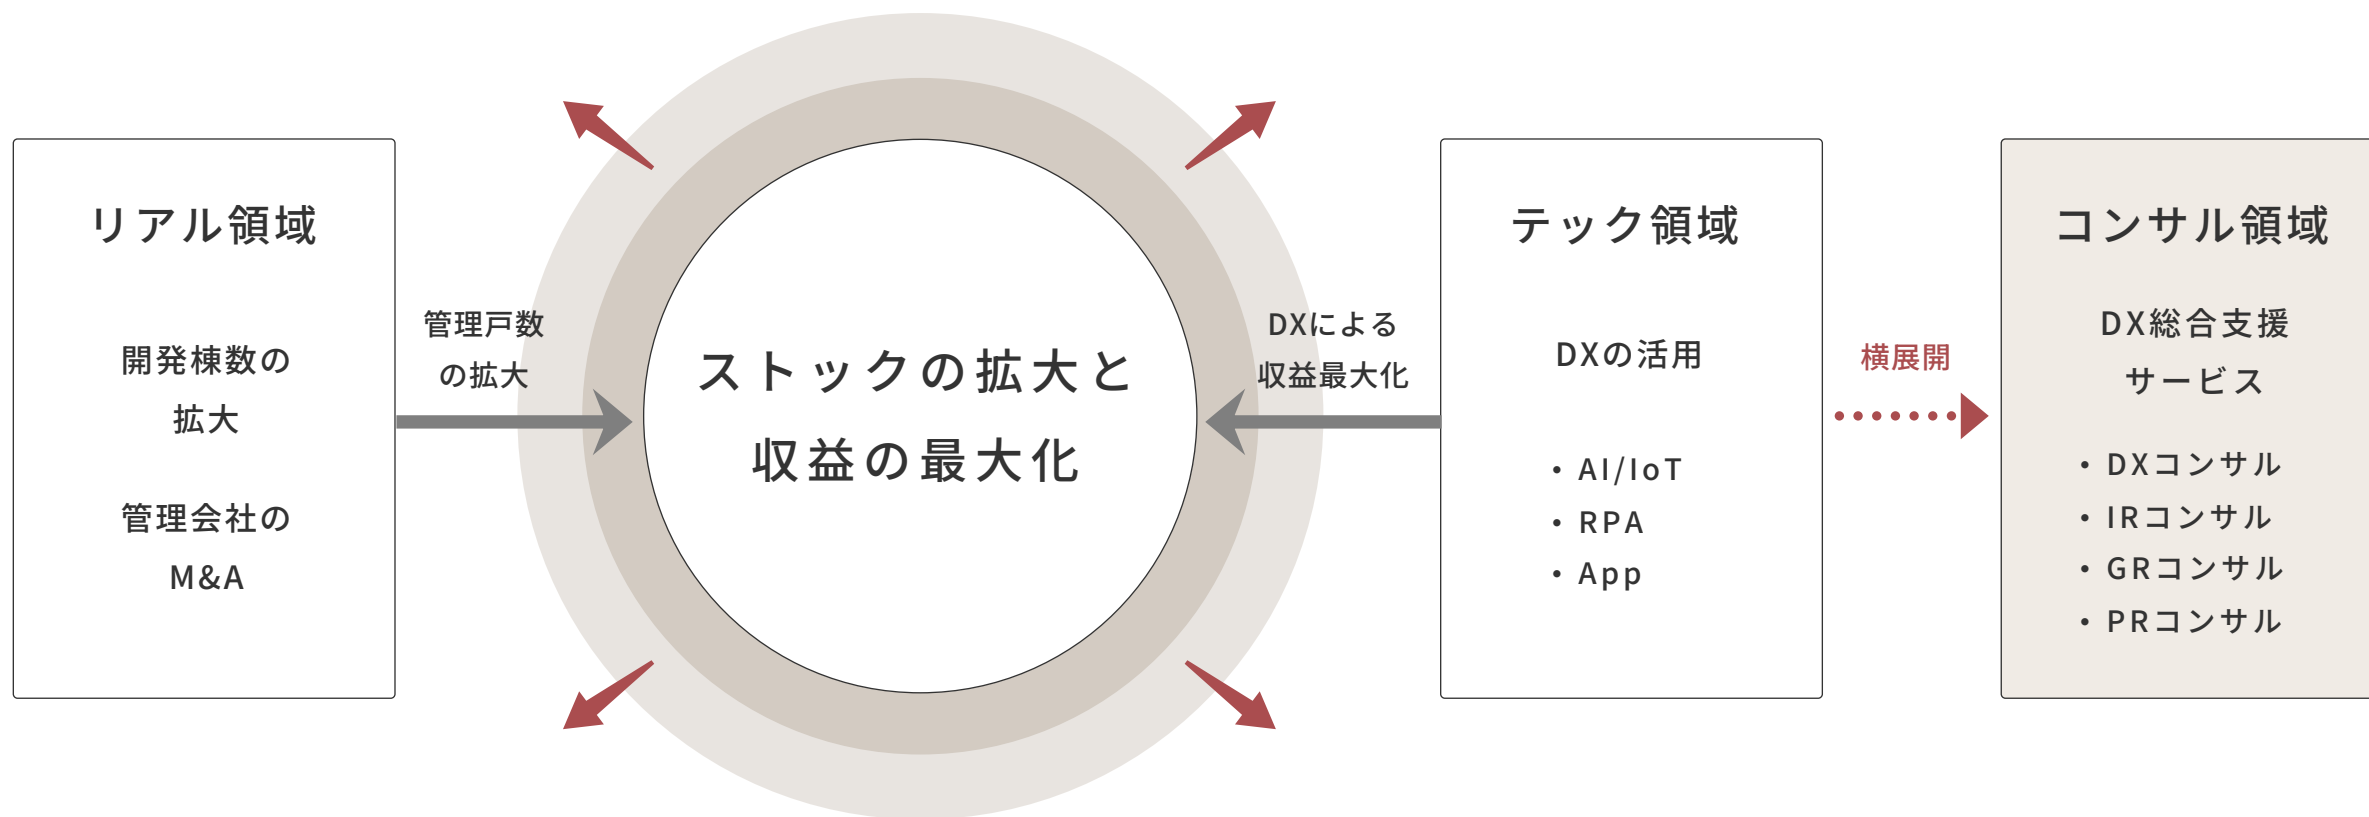 リアル領域
開発棟数の
拡大
管理会社の
M&A
管理戸数
の拡大
ストックの拡大と
収益の最大化
DXによる
収益最大化
テック領域
DXの活用
・AI/IoT
・RPA
・App
横展開
コンサル領域
DX総合支援
サービス
・DXコンサル
・IRコンサル
・GRコンサル
・PRコンサル